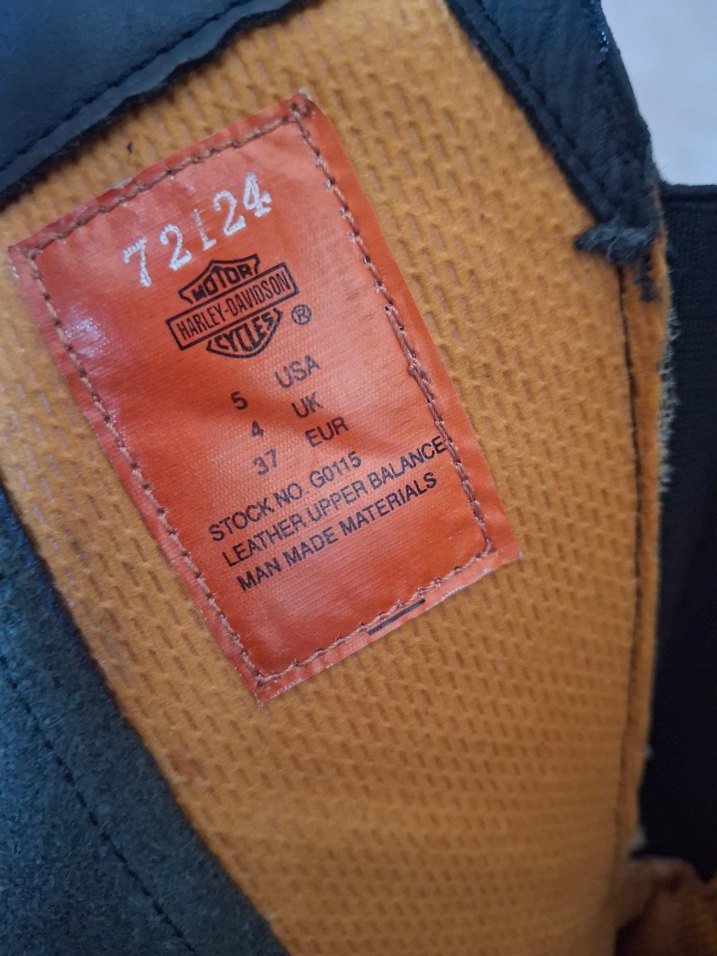 72124
MOTOR
HARLEY-DAVIDSON
CYCLES ®
5 USA
4 UK
37 EUR
STOCK NO. G0115
LEATHER UPPER BALANCE
MAN MADE MATERIALS